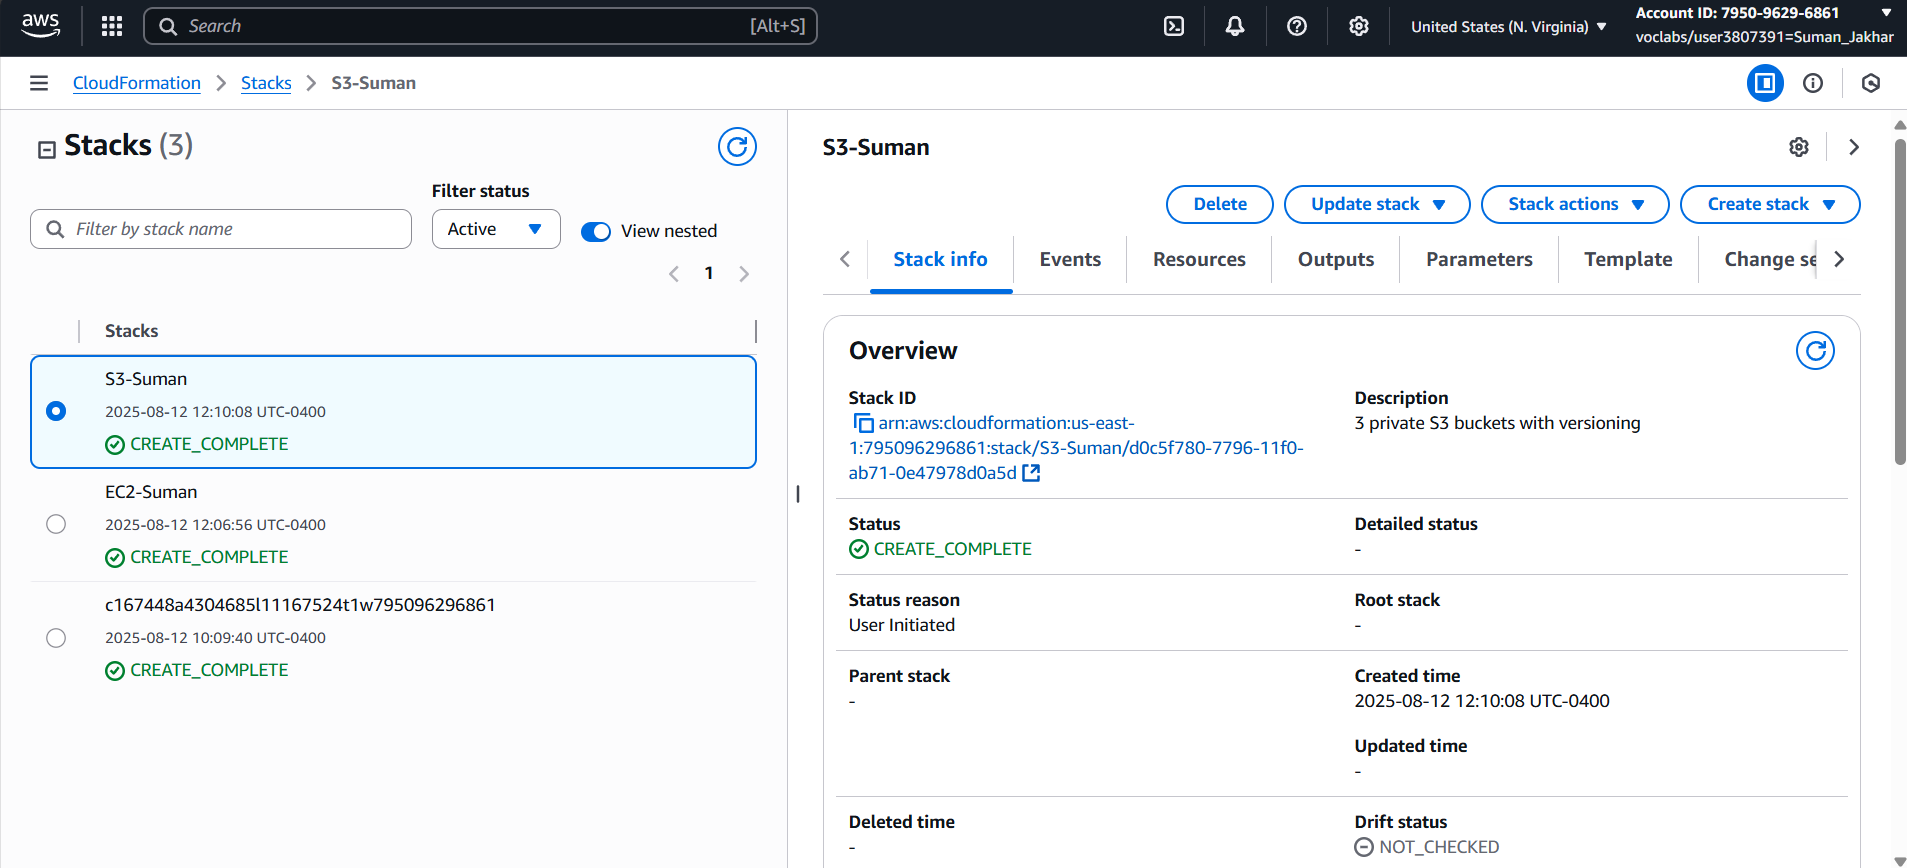 aws
Search
[Alt+S]
United States (N. Virginia)
Account ID: 7950-9629-6861
voclabs/user3807391=Suman_Jakhar
CloudFormation
Stacks
S3-Suman
Stacks (3)
Filter status
Filter by stack name
Active
View nested
1
Stacks
S3-Suman
2025-08-12 12:10:08 UTC-0400
CREATE_COMPLETE
EC2-Suman
2025-08-12 12:06:56 UTC-0400
CREATE_COMPLETE
c167448a4304685l11167524t1w795096296861
2025-08-12 10:09:40 UTC-0400
CREATE_COMPLETE
S3-Suman
Delete
Update stack
Stack actions
Create stack
Stack info
Events
Resources
Outputs
Parameters
Template
Change se
Overview
Stack ID
arn:aws:cloudformation:us-east-
1:795096296861:stack/S3-Suman/d0c5f780-7796-11f0-
ab71-0e47978d0a5d
Description
3 private S3 buckets with versioning
Status
CREATE_COMPLETE
Detailed status
-
Status reason
User Initiated
Root stack
-
Parent stack
-
Created time
2025-08-12 12:10:08 UTC-0400
Updated time
-
Deleted time
-
Drift status
NOT_CHECKED